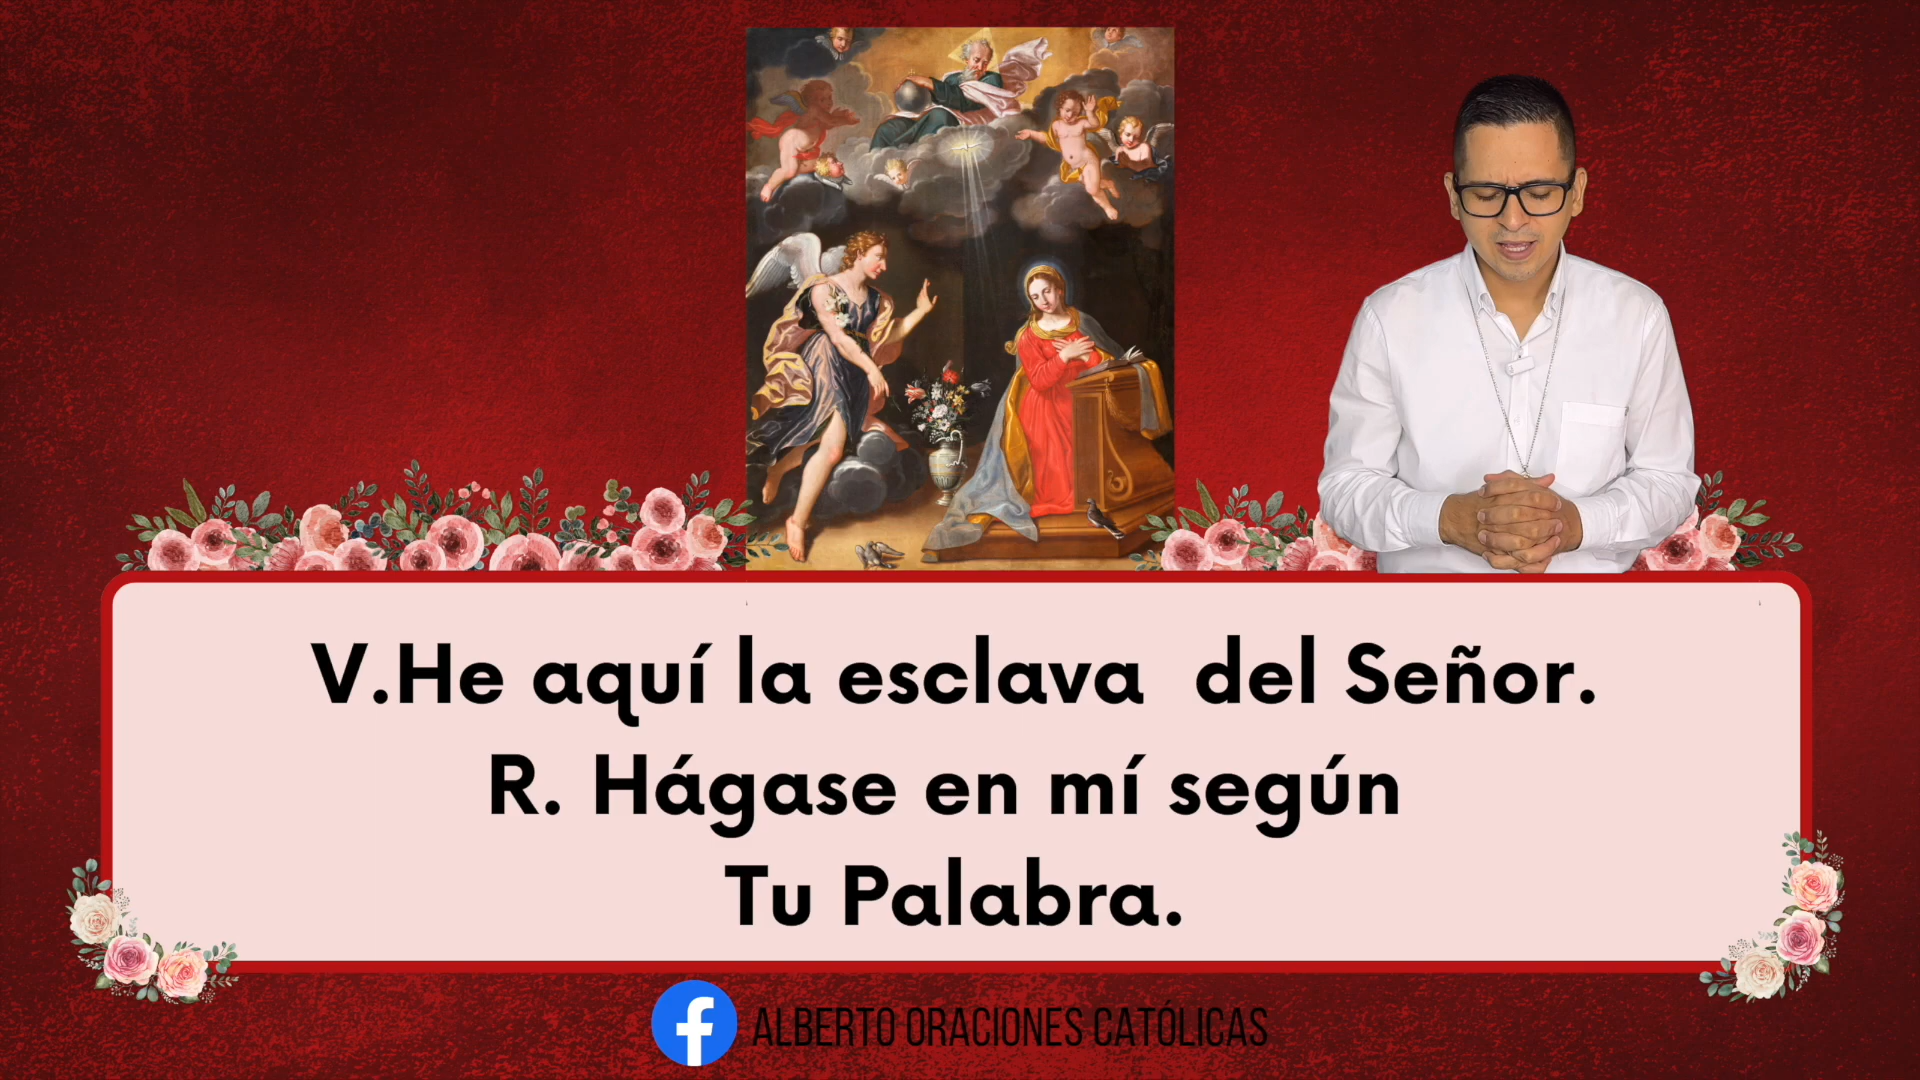 V.He aquí la esclava  del Señor.
R. Hágase en mí según
Tu Palabra.
ALBERTO ORACIONES CATÓLICAS